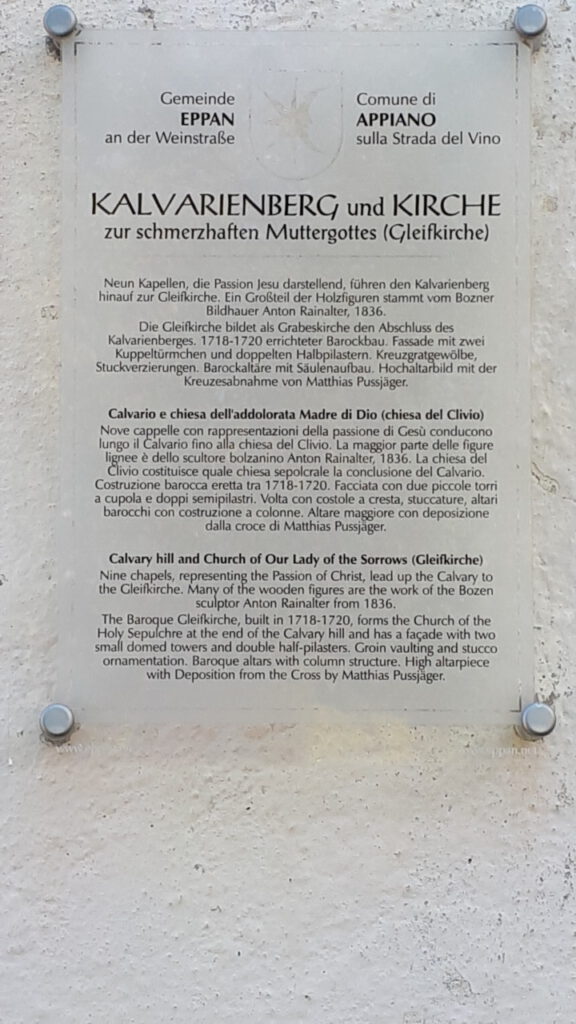 Gemeinde
EPPAN
an der Weinstraße
Comune di
APPIANO
sulla Strada del Vino
KALVARIENBERG und KIRCHE
zur schmerzhaften Muttergottes (Gleifkirche)
Neun Kapellen, die Passion Jesu darstellend, führen den Kalvarienberg
hinauf zur Gleifkirche. Ein Großteil der Holzfiguren stammt vom Bozner
Bildhauer Anton Rainalter, 1836.
Die Gleifkirche bildet als Grabeskirche den Abschluss des
Kalvarienberges. 1718-1720 errichteter Barockbau. Fassade mit zwei
Kuppeltürmchen und doppelten Halbpilastern. Kreuzgratgewölbe,
Stuckverzierungen. Barockaltäre mit Säulenaufbau. Hochaltarbild mit der
Kreuzesabnahme von Matthias Pussjäger.
Calvario e chiesa dell'addolorata Madre di Dio (chiesa del Clivio)
Nove cappelle con rappresentazioni della passione di Gesù conducono
lungo il Calvario fino alla chiesa del Clivio. La maggior parte delle figure
lignee è dello scultore bolzanino Anton Rainalter, 1836. La chiesa del
Clivio costituisce quale chiesa sepolcrale la conclusione del Calvario.
Costruzione barocca eretta tra 1718-1720. Facciata con due piccole torri
a cupola e doppi semipilastri. Volta con costole a cresta, stuccature, altari
barocchi con costruzione a colonne. Altare maggiore con deposizione
dalla croce di Matthias Pussjäger.
Calvary hill and Church of Our Lady of the Sorrows (Gleifkirche)
Nine chapels, representing the Passion of Christ, lead up the Calvary to
the Gleifkirche. Many of the wooden figures are the work of the Bozen
sculptor Anton Rainalter from 1836.
The Baroque Gleifkirche, built in 1718-1720, forms the Church of the
Holy Sepulchre at the end of the Calvary hill and has a façade with two
small domed towers and double half-pilasters. Groin vaulting and stucco
ornamentation. Baroque altars with column structure. High altarpiece
with Deposition from the Cross by Matthias Pussjäger.